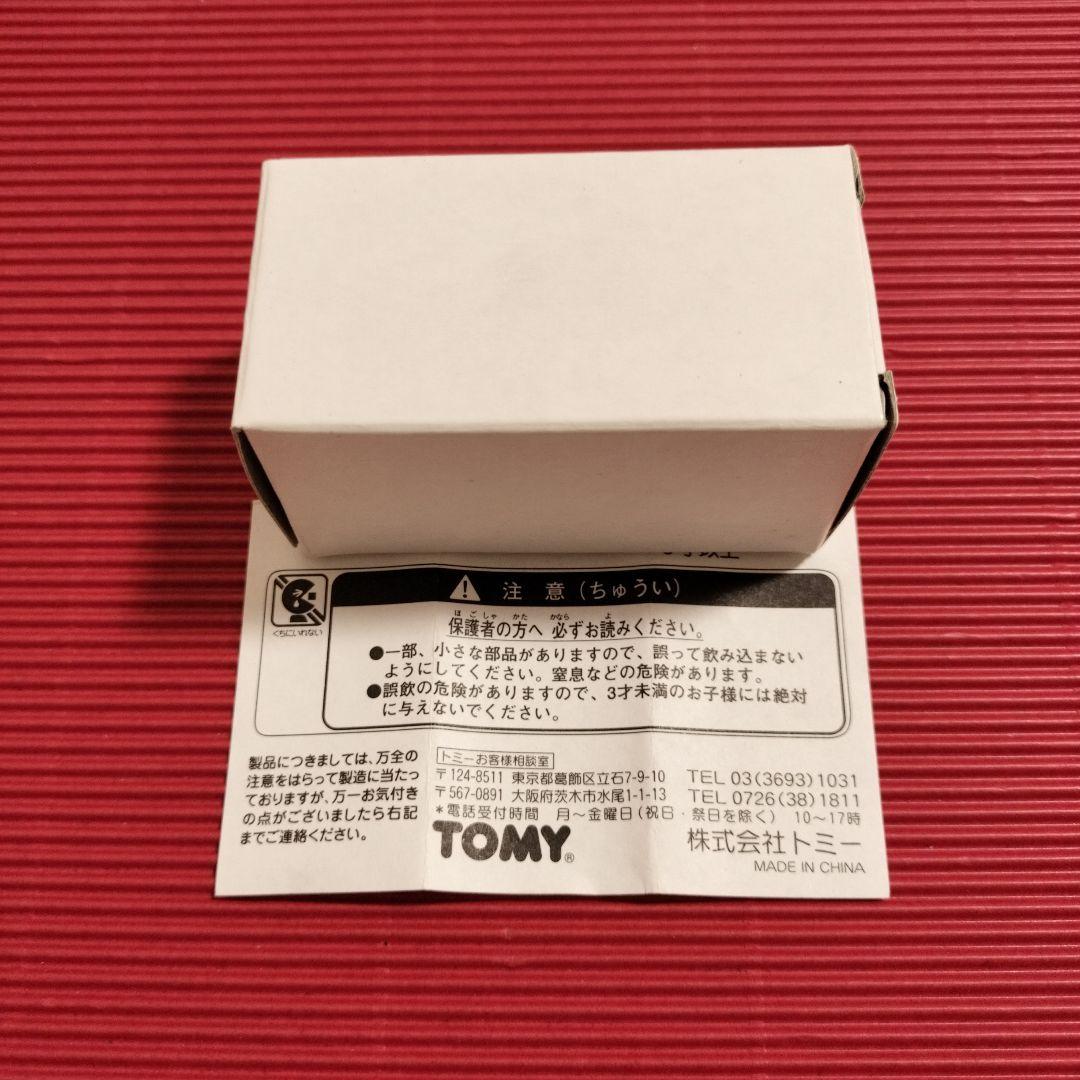 ⚠ 注意(ちゅうい)
くちにいれない
ほごしゃ かた かなら よ
保護者の方へ 必ずお読みください。
●一部、小さな部品がありますので、誤って飲み込まない
ようにしてください。窒息などの危険があります。
●誤飲の危険がありますので、3才未満のお子様には絶対
に与えないでください。
製品につきましては、万全の
注意をはらって製造に当たっ
ておりますが、万一お気付き
の点がございましたら右記
までご連絡ください。
トミーお客様相談室
〒124-8511 東京都葛飾区立石7-9-10 TEL 03(3693)1031
〒567-0891 大阪府茨木市水尾1-1-13 TEL 0726(38)1811
*電話受付時間 月〜金曜日(祝日・祭日を除く) 10〜17時
TOMY® 株式会社トミー
MADE IN CHINA